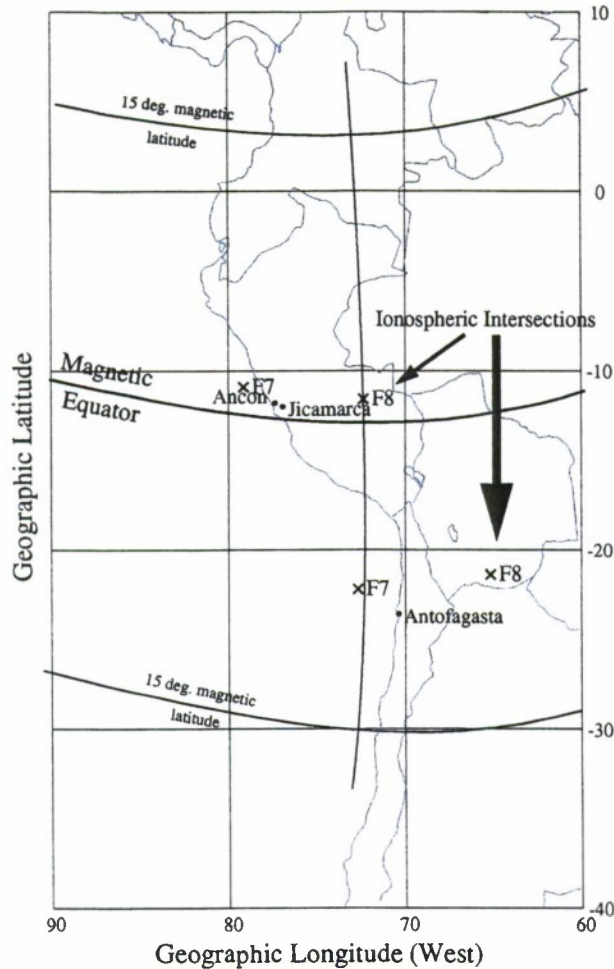 10
15 deg. magnetic
latitude
0
Ionospheric Intersections
Magnetic
Equator
-10
F7
F8
Ancon
Jicamarca
Geographic Latitude
-20
F7
F8
Antofagasta
15 deg. magnetic
latitude
-30
-40
90
80
70
60
Geographic Longitude (West)